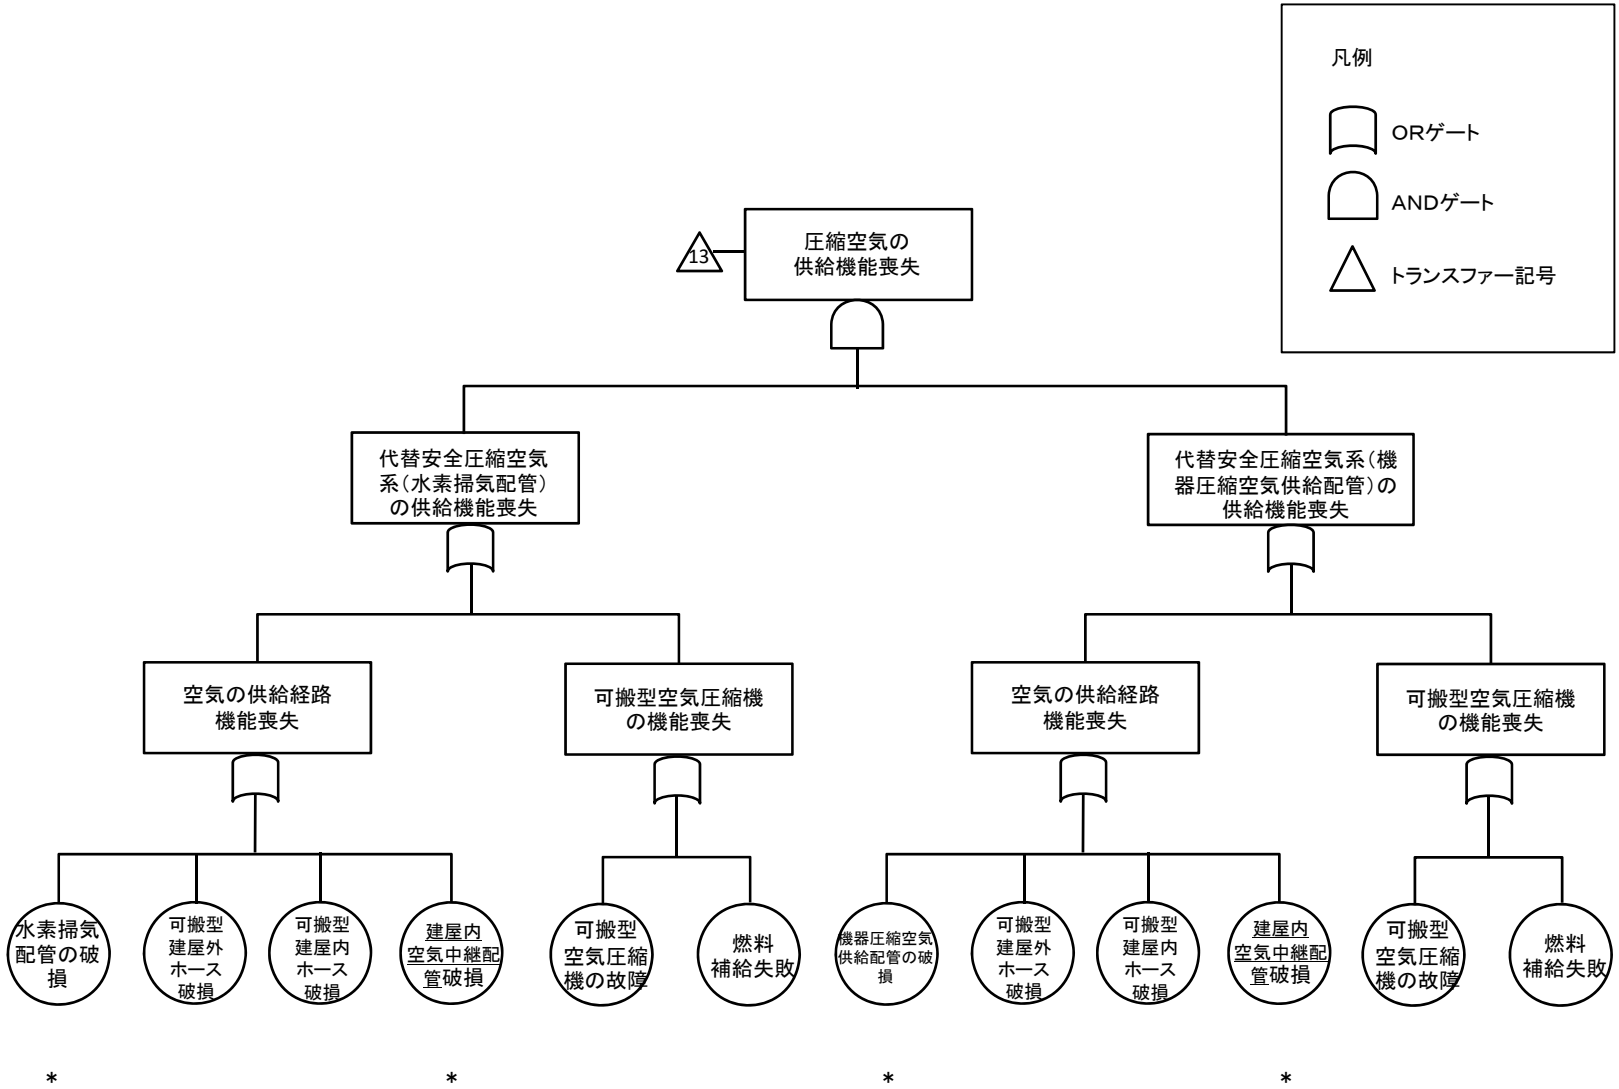 凡例
ORゲート
ANDゲート
トランスファー記号
13
圧縮空気の
供給機能喪失
代替安全圧縮空気
系(水素掃気配管)
の供給機能喪失
代替安全圧縮空気系(機
器圧縮空気供給配管)の
供給機能喪失
空気の供給経路
機能喪失
可搬型空気圧縮機
の機能喪失
空気の供給経路
機能喪失
可搬型空気圧縮機
の機能喪失
水素掃気
配管の破
損
可搬型
建屋外
ホース
破損
可搬型
建屋内
ホース
破損
建屋内
空気中継配
管破損
可搬型
空気圧縮
機の故障
燃料
補給失敗
機器圧縮空気
供給配管の破
損
可搬型
建屋外
ホース
破損
可搬型
建屋内
ホース
破損
建屋内
空気中継配
管破損
可搬型
空気圧縮
機の故障
燃料
補給失敗
* * * *